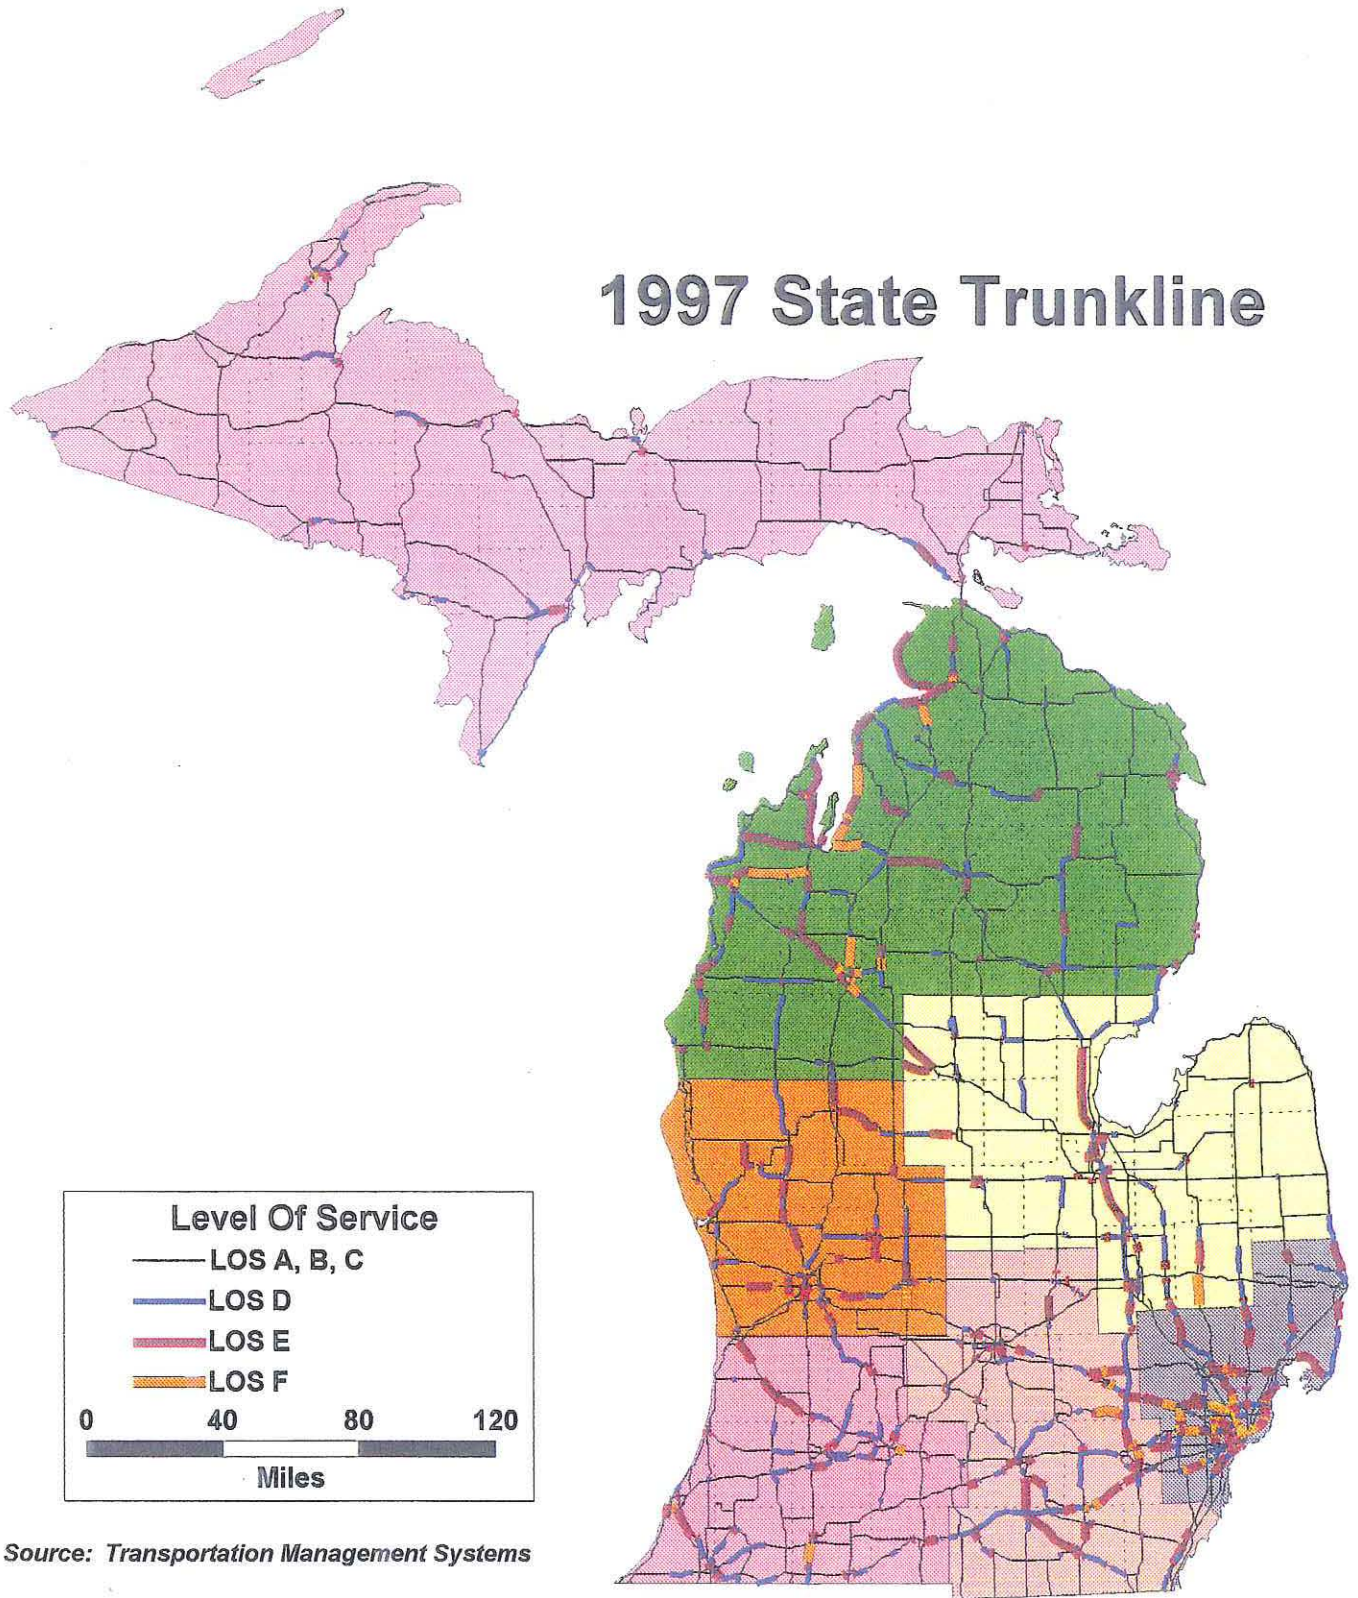 1997 State Trunkline
Level Of Service
LOS A, B, C
LOS D
LOS E
LOS F
0 40 80 120
Miles
Source: Transportation Management Systems